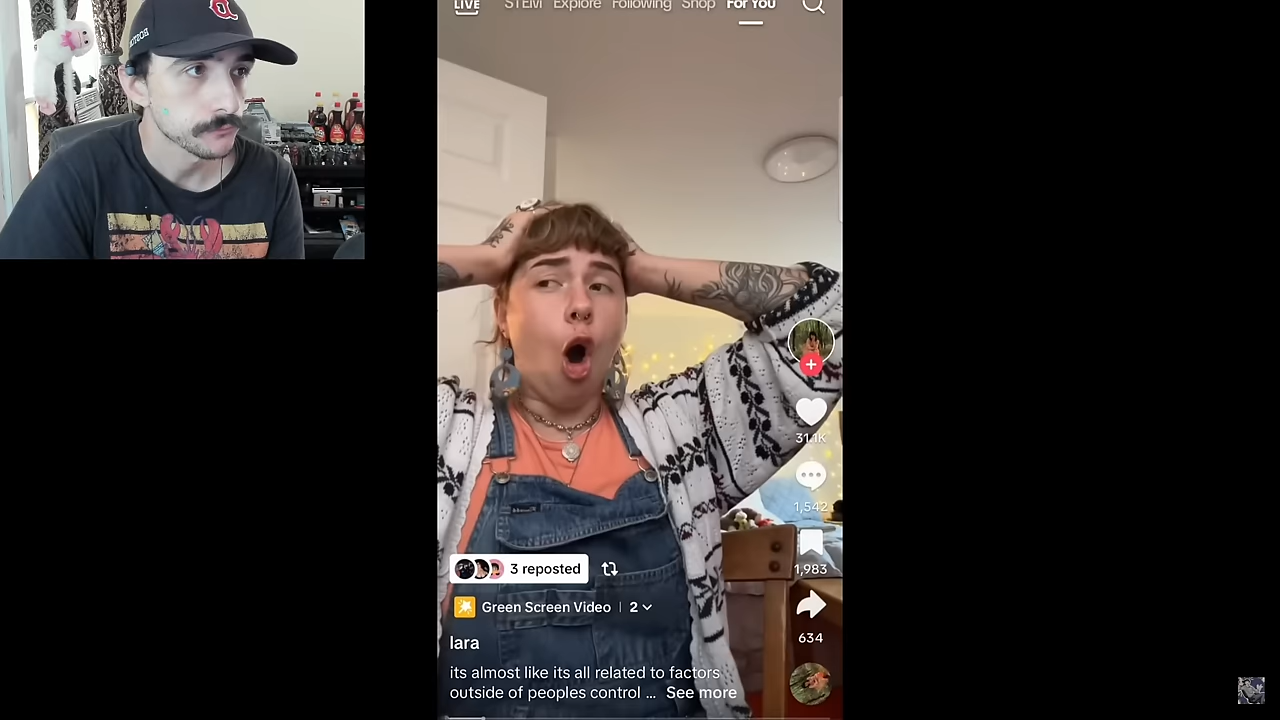 LIVE STEM Explore Following Shop For You
BOSTON
31.1K
1,542
3 reposted
1,983
Green Screen Video | 2
634
lara
its almost like its all related to factors
outside of peoples control ... See more